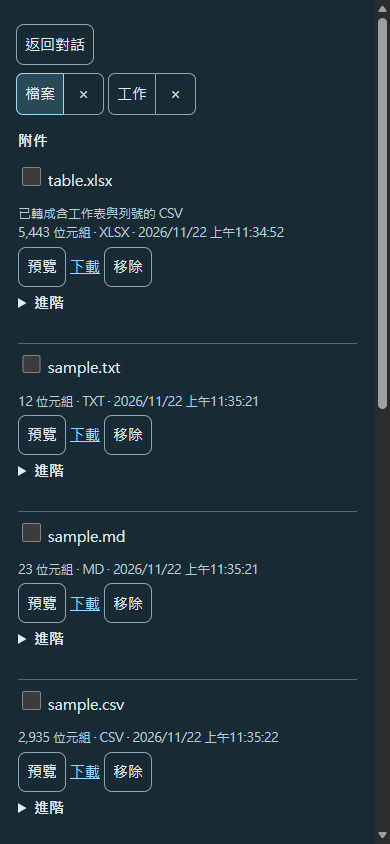 返回對話
檔案 × 工作 ×
附件
table.xlsx
已轉成含工作表與列號的 CSV
5,443 位元組 · XLSX · 2026/11/22 上午11:34:52
預覽 下載 移除
▶ 進階
sample.txt
12 位元組 · TXT · 2026/11/22 上午11:35:21
預覽 下載 移除
▶ 進階
sample.md
23 位元組 · MD · 2026/11/22 上午11:35:21
預覽 下載 移除
▶ 進階
sample.csv
2,935 位元組 · CSV · 2026/11/22 上午11:35:22
預覽 下載 移除
▶ 進階